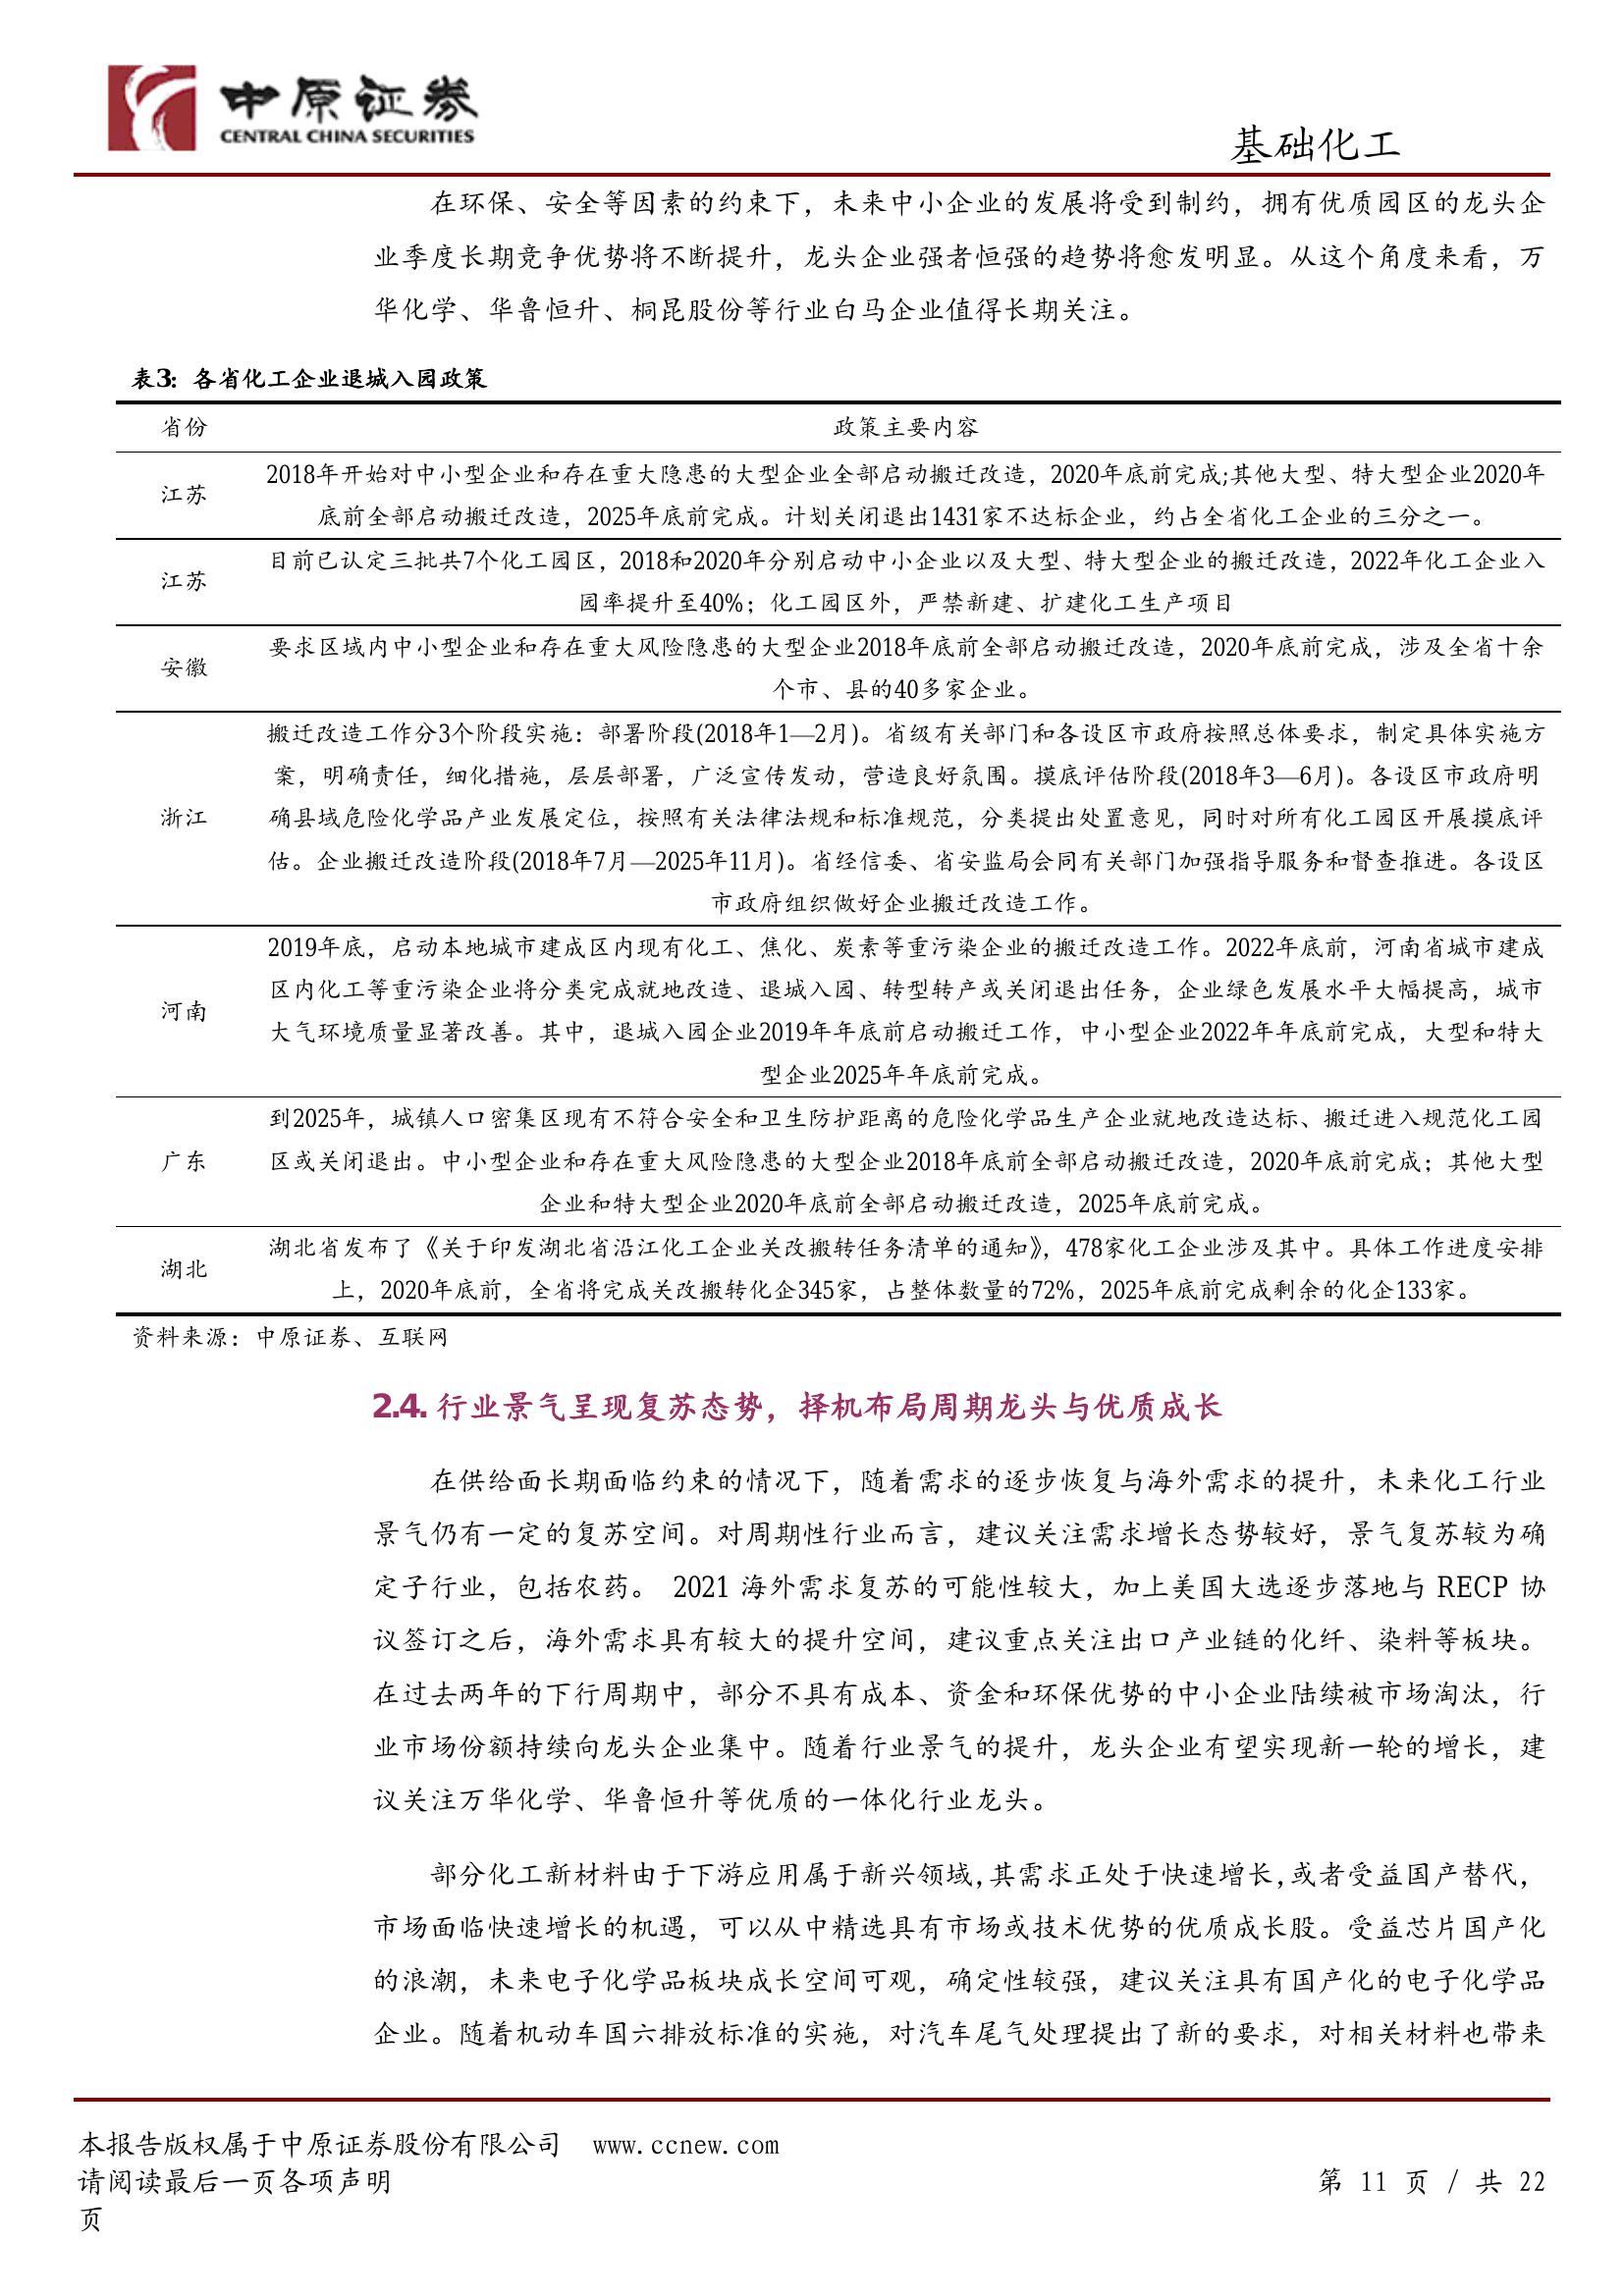 中原证券
CENTRAL CHINA SECURITIES
基础化工
在环保、安全等因素的约束下，未来中小企业的发展将受到制约，拥有优质园区的龙头企
业季度长期竞争优势将不断提升，龙头企业强者恒强的趋势将愈发明显。从这个角度来看，万
华化学、华鲁恒升、桐昆股份等行业白马企业值得长期关注。
表3：各省化工企业退城入园政策
省份 政策主要内容
江苏 2018年开始对中小型企业和存在重大隐患的大型企业全部启动搬迁改造，2020年底前完成;其他大型、特大型企业2020年
底前全部启动搬迁改造，2025年底前完成。计划关闭退出1431家不达标企业，约占全省化工企业的三分之一。
江苏 目前已认定三批共7个化工园区，2018和2020年分别启动中小企业以及大型、特大型企业的搬迁改造，2022年化工企业入
园率提升至40%；化工园区外，严禁新建、扩建化工生产项目
安徽 要求区域内中小型企业和存在重大风险隐患的大型企业2018年底前全部启动搬迁改造，2020年底前完成，涉及全省十余
个市、县的40多家企业。
浙江 搬迁改造工作分3个阶段实施：部署阶段(2018年1—2月)。省级有关部门和各设区市政府按照总体要求，制定具体实施方
案，明确责任，细化措施，层层部署，广泛宣传发动，营造良好氛围。摸底评估阶段(2018年3—6月)。各设区市政府明
确县域危险化学品产业发展定位，按照有关法律法规和标准规范，分类提出处置意见，同时对所有化工园区开展摸底评
估。企业搬迁改造阶段(2018年7月—2025年11月)。省经信委、省安监局会同有关部门加强指导服务和督查推进。各设区
市政府组织做好企业搬迁改造工作。
河南 2019年底，启动本地城市建成区内现有化工、焦化、炭素等重污染企业的搬迁改造工作。2022年底前，河南省城市建成
区内化工等重污染企业将分类完成就地改造、退城入园、转型转产或关闭退出任务，企业绿色发展水平大幅提高，城市
大气环境质量显著改善。其中，退城入园企业2019年年底前启动搬迁工作，中小型企业2022年年底前完成，大型和特大
型企业2025年年底前完成。
广东 到2025年，城镇人口密集区现有不符合安全和卫生防护距离的危险化学品生产企业就地改造达标、搬迁进入规范化工园
区或关闭退出。中小型企业和存在重大风险隐患的大型企业2018年底前全部启动搬迁改造，2020年底前完成；其他大型
企业和特大型企业2020年底前全部启动搬迁改造，2025年底前完成。
湖北 湖北省发布了《关于印发湖北省沿江化工企业关改搬转任务清单的通知》，478家化工企业涉及其中。具体工作进度安排
上，2020年底前，全省将完成关改搬转化企345家，占整体数量的72%，2025年底前完成剩余的化企133家。
资料来源：中原证券、互联网
2.4. 行业景气呈现复苏态势，择机布局周期龙头与优质成长
在供给面长期面临约束的情况下，随着需求的逐步恢复与海外需求的提升，未来化工行业
景气仍有一定的复苏空间。对周期性行业而言，建议关注需求增长态势较好，景气复苏较为确
定子行业，包括农药。 2021 海外需求复苏的可能性较大，加上美国大选逐步落地与 RECP 协
议签订之后，海外需求具有较大的提升空间，建议重点关注出口产业链的化纤、染料等板块。
在过去两年的下行周期中，部分不具有成本、资金和环保优势的中小企业陆续被市场淘汰，行
业市场份额持续向龙头企业集中。随着行业景气的提升，龙头企业有望实现新一轮的增长，建
议关注万华化学、华鲁恒升等优质的一体化行业龙头。
部分化工新材料由于下游应用属于新兴领域，其需求正处于快速增长，或者受益国产替代，
市场面临快速增长的机遇，可以从中精选具有市场或技术优势的优质成长股。受益芯片国产化
的浪潮，未来电子化学品板块成长空间可观，确定性较强，建议关注具有国产化的电子化学品
企业。随着机动车国六排放标准的实施，对汽车尾气处理提出了新的要求，对相关材料也带来
本报告版权属于中原证券股份有限公司 www.ccnew.com
请阅读最后一页各项声明 第 11 页 / 共 22
页